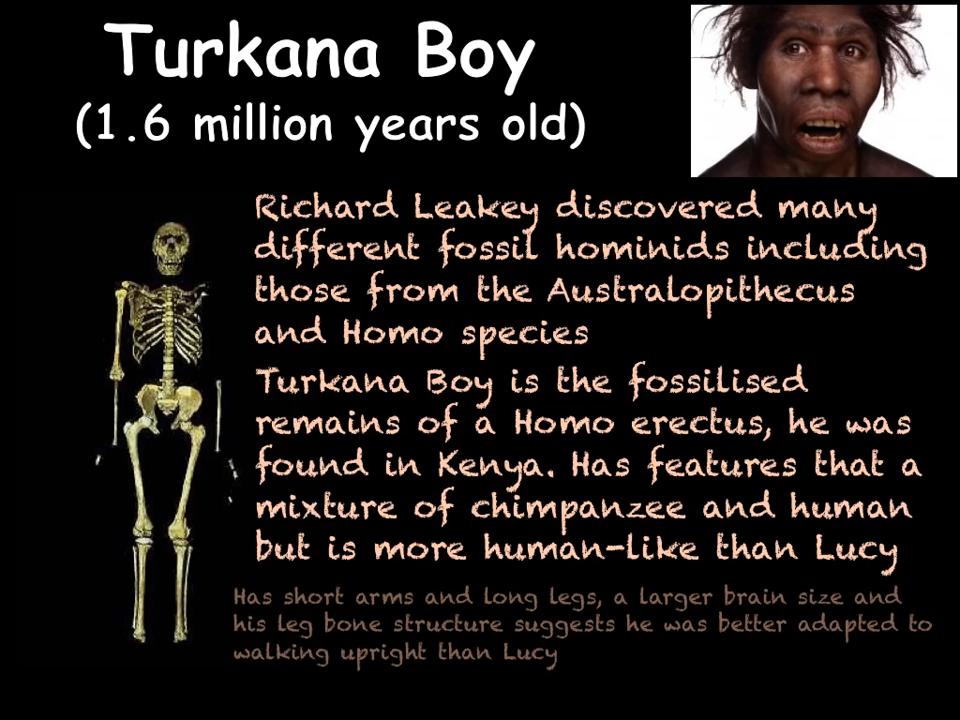 Turkana Boy
(1.6 million years old)
Richard Leakey discovered many
different fossil hominids including
those from the Australopithecus
and Homo species
Turkana Boy is the fossilised
remains of a Homo erectus, he was
found in Kenya. Has features that a
mixture of chimpanzee and human
but is more human-like than Lucy
Has short arms and long legs, a larger brain size and
his leg bone structure suggests he was better adapted to
walking upright than Lucy